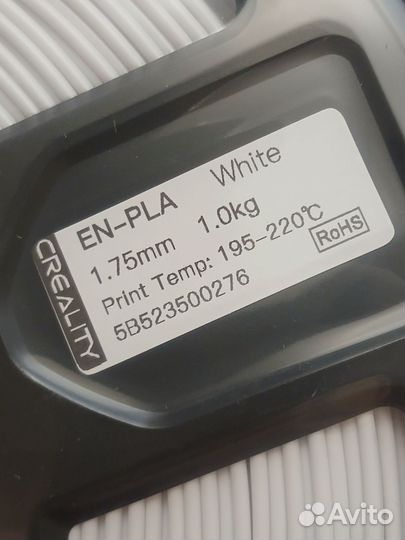 CREALITY
EN-PLA White
1.75mm 1.0kg
Print Temp: 195-220℃
5B523500276 RoHS
Avito